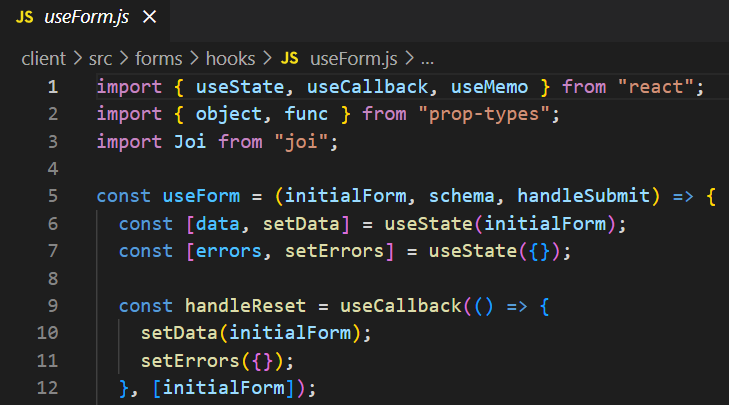 JS useForm.js ×
client > src > forms > hooks > JS useForm.js > ...
1 import { useState, useCallback, useMemo } from "react";
2 import { object, func } from "prop-types";
3 import Joi from "joi";
4
5 const useForm = (initialForm, schema, handleSubmit) => {
6   const [data, setData] = useState(initialForm);
7   const [errors, setErrors] = useState({});
8
9   const handleReset = useCallback(() => {
10     setData(initialForm);
11     setErrors({});
12   }, [initialForm]);